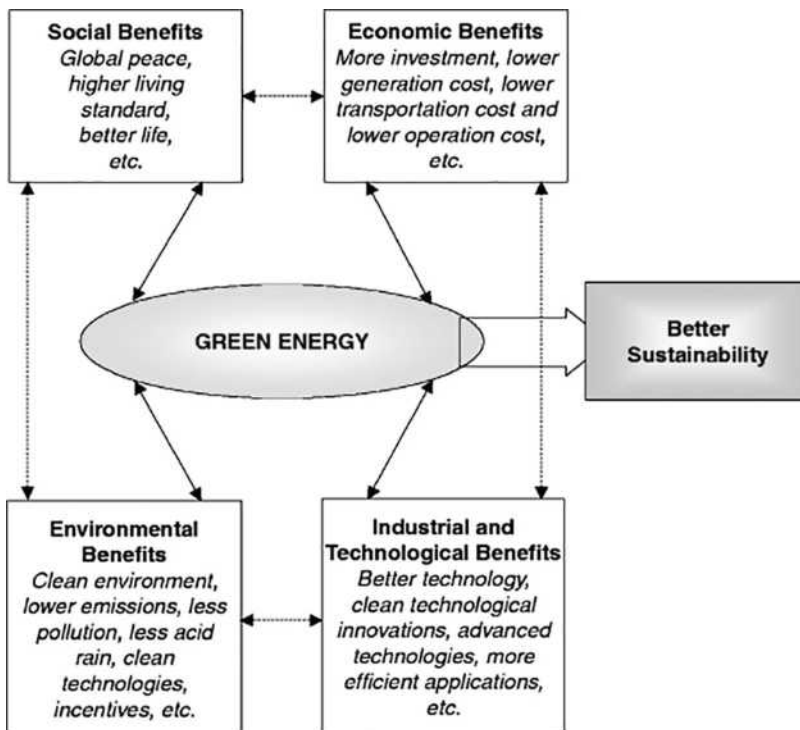 Social Benefits
Global peace,
higher living
standard,
better life,
etc.
Economic Benefits
More investment, lower
generation cost, lower
transportation cost and
lower operation cost,
etc.
GREEN ENERGY
Better
Sustainability
Environmental
Benefits
Clean environment,
lower emissions, less
pollution, less acid
rain, clean
technologies,
incentives, etc.
Industrial and
Technological Benefits
Better technology,
clean technological
innovations, advanced
technologies, more
efficient applications,
etc.